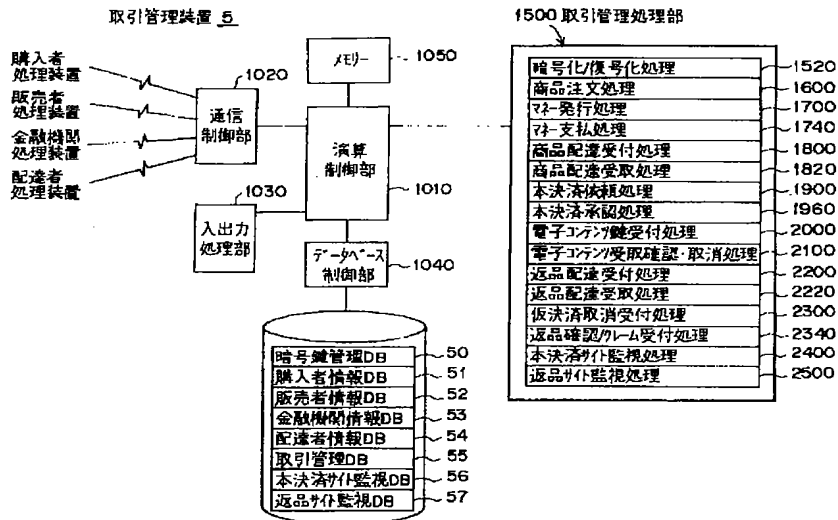 取引管理装置 5
購入者
処理装置
販売者
処理装置
金融機関
処理装置
配達者
処理装置
1020
通信
制御部
1030
入出力
処理部
メモリー
1050
演算
制御部
1010
データベース
制御部
1040
暗号鍵管理DB 50
購入者情報DB 51
販売者情報DB 52
金融機関情報DB 53
配達者情報DB 54
取引管理DB 55
本決済サイト監視DB 56
返品サイト監視DB 57
1500 取引管理処理部
暗号化/復号化処理 1520
商品注文処理 1600
マネー発行処理 1700
マネー支払処理 1740
商品配達受付処理 1800
商品配達受取処理 1820
本決済依頼処理 1900
本決済承認処理 1960
電子コンテンツ鍵受付処理 2000
電子コンテンツ受取確認・取消処理 2100
返品配達受付処理 2200
返品配達受取処理 2220
仮決済取消受付処理 2300
返品確認/クレーム受付処理 2340
本決済サイト監視処理 2400
返品サイト監視処理 2500